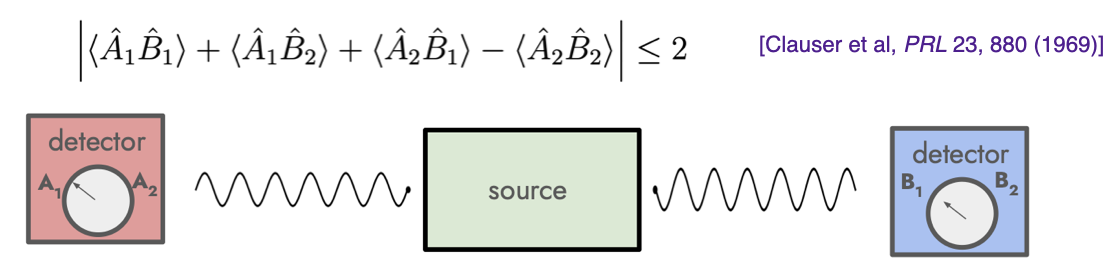 |⟨Â₁B̂₁⟩ + ⟨Â₁B̂₂⟩ + ⟨Â₂B̂₁⟩ − ⟨Â₂B̂₂⟩| ≤ 2 [Clauser et al, PRL 23, 880 (1969)]
detector
A₁ A₂
source
detector
B₁ B₂